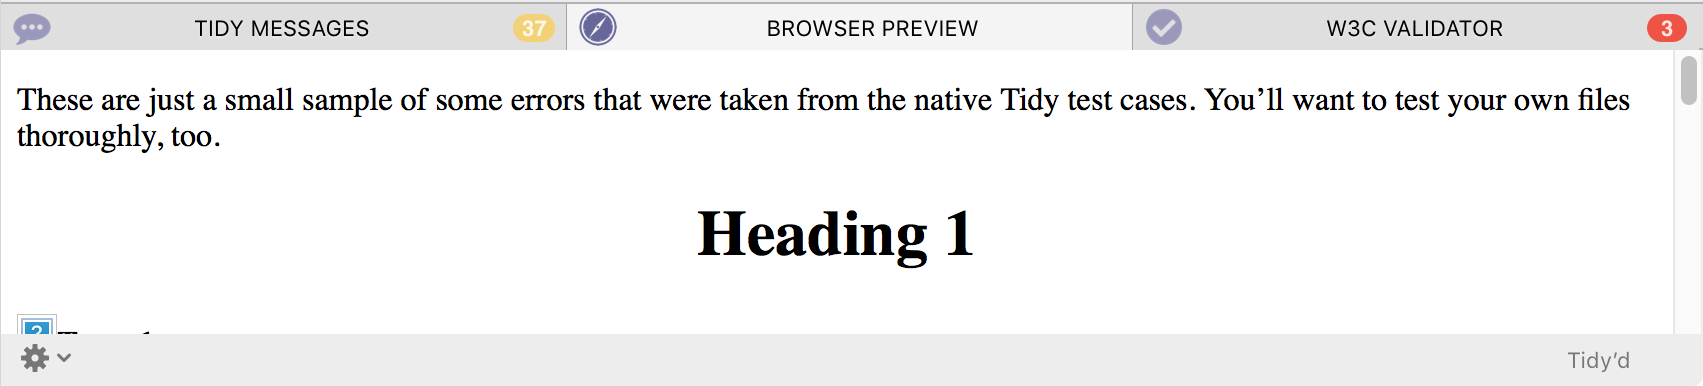 TIDY MESSAGES 37 BROWSER PREVIEW W3C VALIDATOR 3
These are just a small sample of some errors that were taken from the native Tidy test cases. You’ll want to test your own files
thoroughly, too.
Heading 1
?
Tidy’d